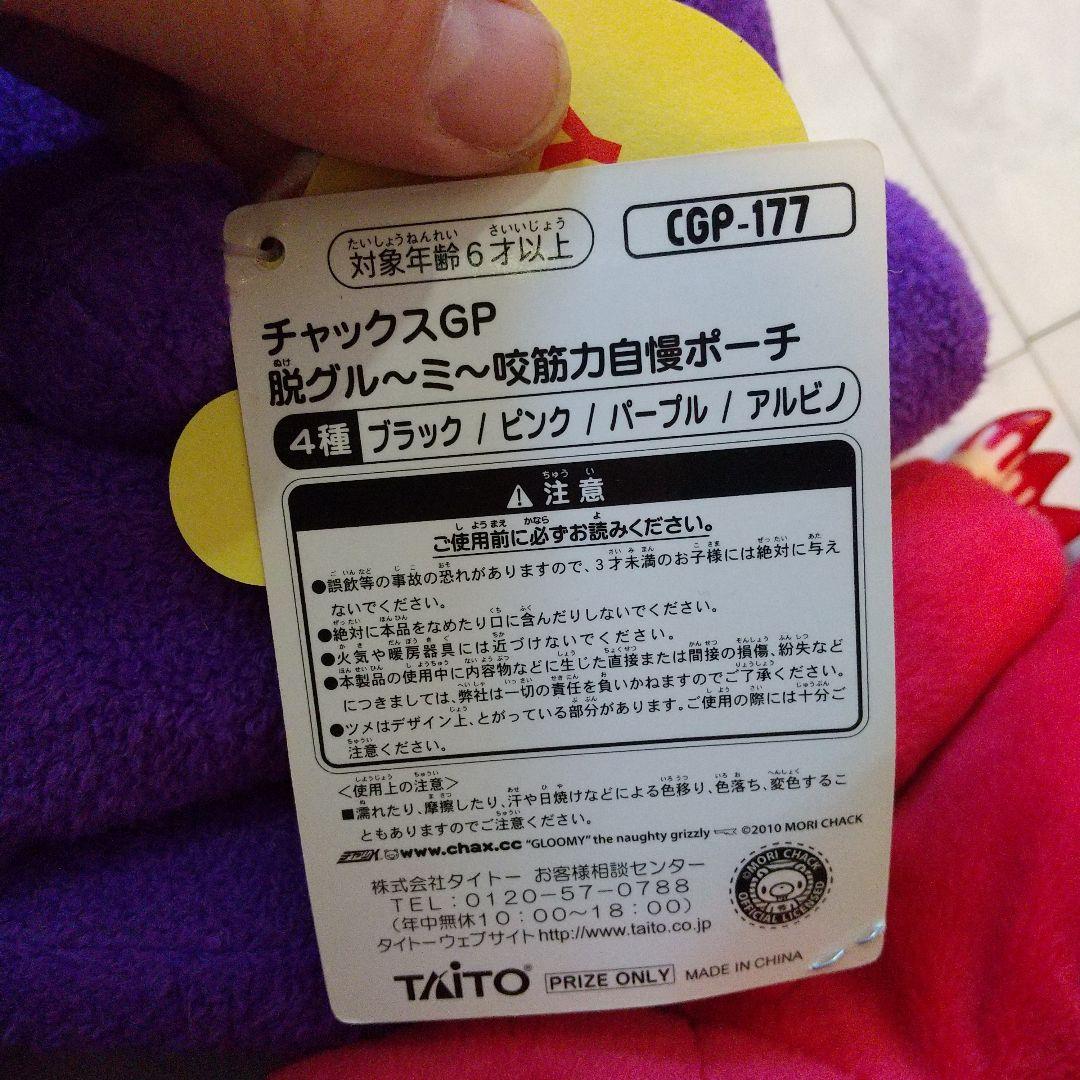 対象年齢6才以上
CGP-177
チャックスGP
脱グル〜ミ〜咬筋力自慢ポーチ
4種 ブラック / ピンク / パープル / アルビノ
注意
ご使用前に必ずお読みください。
●誤飲等の事故の恐れがありますので、3才未満のお子様には絶対に与え
ないでください。
●絶対に本品をなめたり口に含んだりしないでください。
●火気や暖房器具には近づけないでください。
●本製品の使用中に内容物などに生じた直接または間接の損傷、紛失など
につきましては、弊社は一切の責任を負いかねますのでご了承ください。
●ツメはデザイン上、とがっている部分があります。ご使用の際には十分ご
注意ください。
<使用上の注意>
■濡れたり、摩擦したり、汗や日焼けなどによる色移り、色落ち、変色するこ
ともありますのでご注意ください。
www.chax.cc "GLOOMY" the naughty grizzly ©2010 MORI CHACK
©MORI CHACK OFFICIAL LICENSED
株式会社タイトー お客様相談センター
TEL:0120-57-0788
(年中無休10:00〜18:00)
タイトーウェブサイト http://www.taito.co.jp
TAITO® PRIZE ONLY MADE IN CHINA